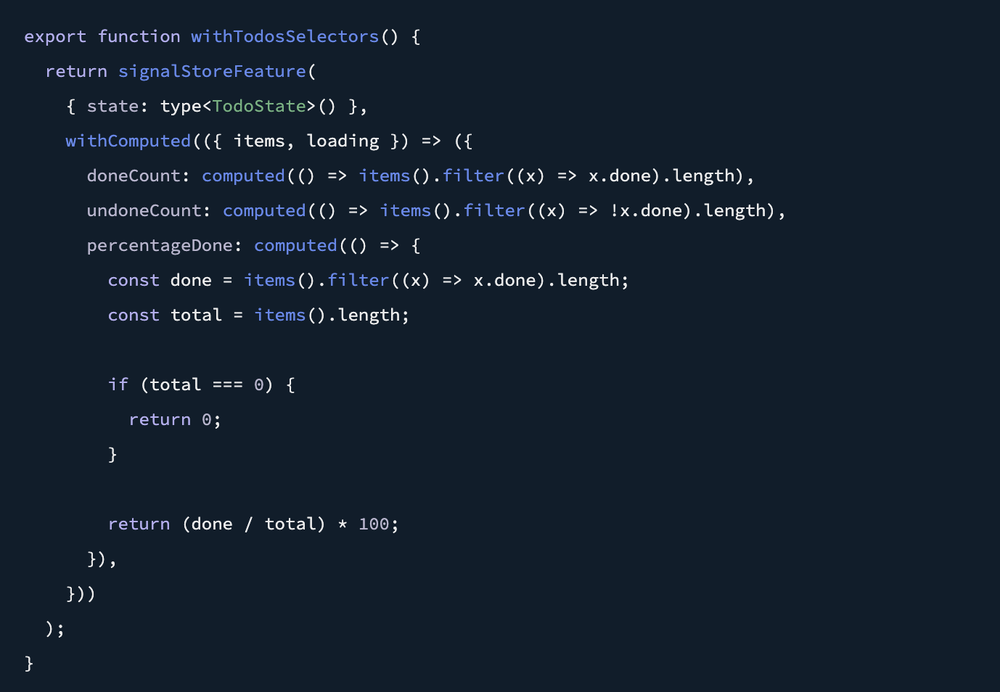 export function withTodosSelectors() {
  return signalStoreFeature(
    { state: type<TodoState>() },
    withComputed(({ items, loading }) => ({
      doneCount: computed(() => items().filter((x) => x.done).length),
      undoneCount: computed(() => items().filter((x) => !x.done).length),
      percentageDone: computed(() => {
        const done = items().filter((x) => x.done).length;
        const total = items().length;

        if (total === 0) {
          return 0;
        }

        return (done / total) * 100;
      }),
    }))
  );
}